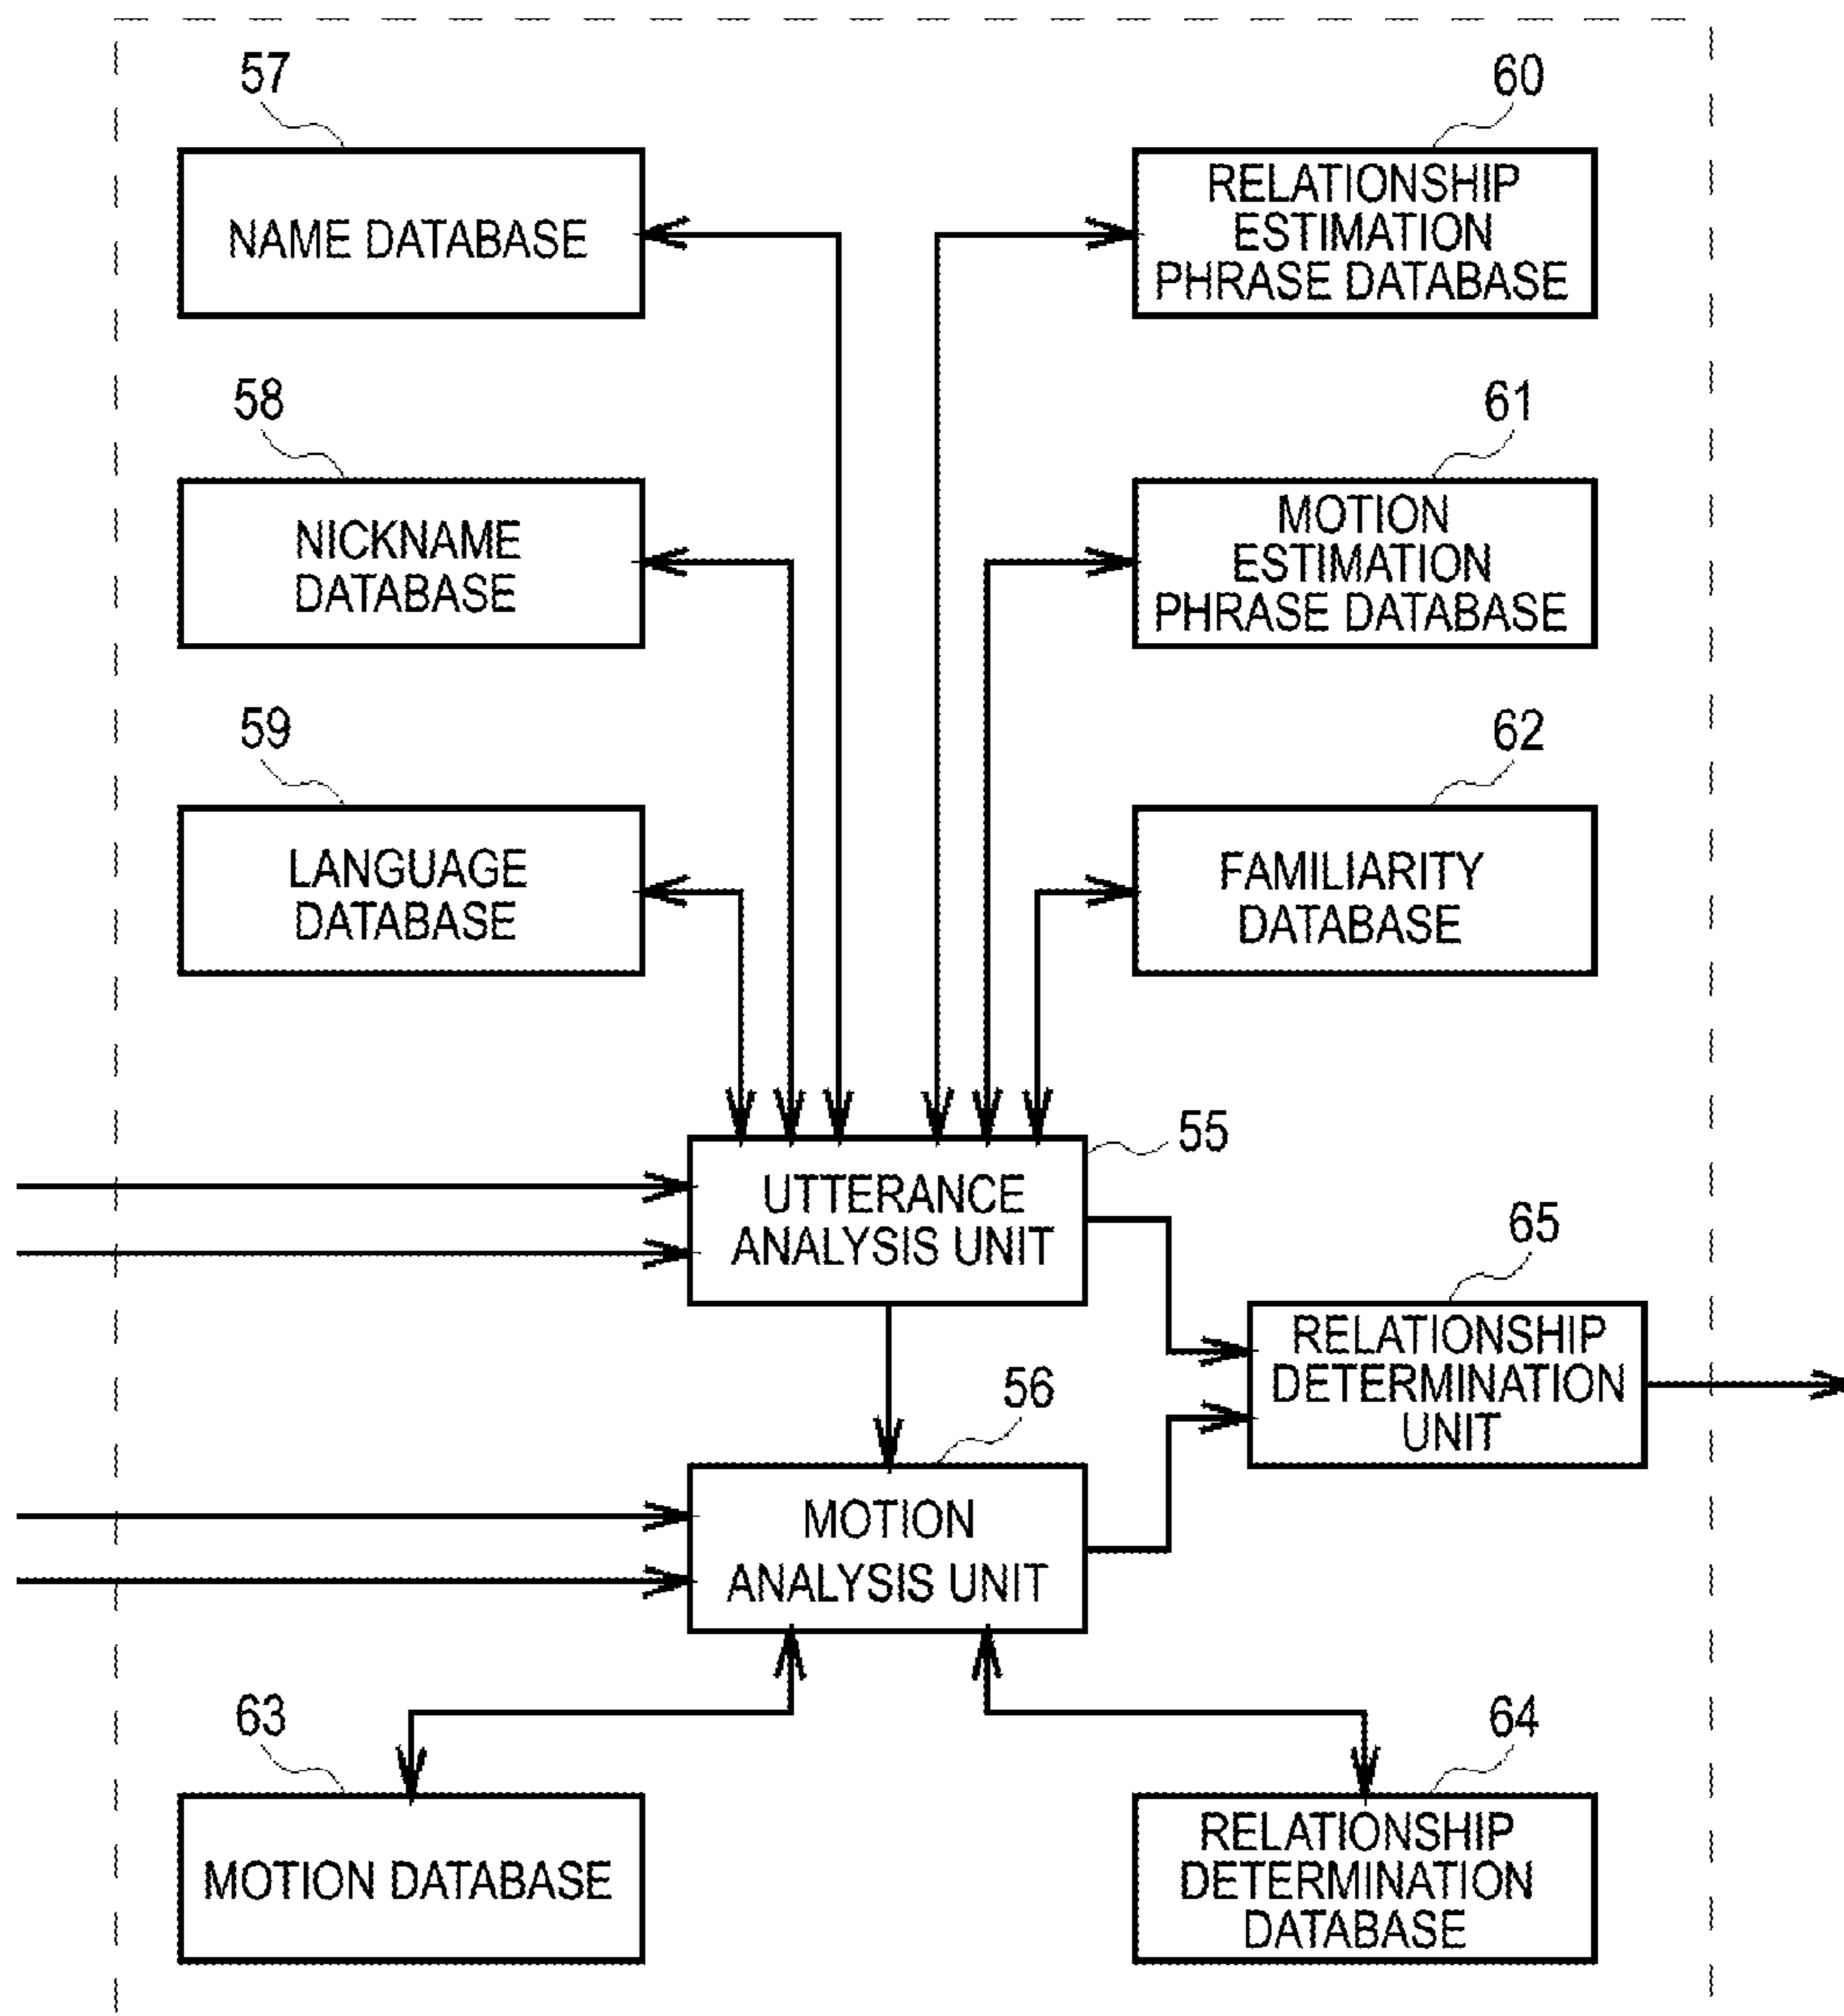 57
NAME DATABASE
60
RELATIONSHIP
ESTIMATION
PHRASE DATABASE
58
NICKNAME
DATABASE
61
MOTION
ESTIMATION
PHRASE DATABASE
59
LANGUAGE
DATABASE
62
FAMILIARITY
DATABASE
55
UTTERANCE
ANALYSIS UNIT
65
RELATIONSHIP
DETERMINATION
UNIT
56
MOTION
ANALYSIS UNIT
63
MOTION DATABASE
64
RELATIONSHIP
DETERMINATION
DATABASE